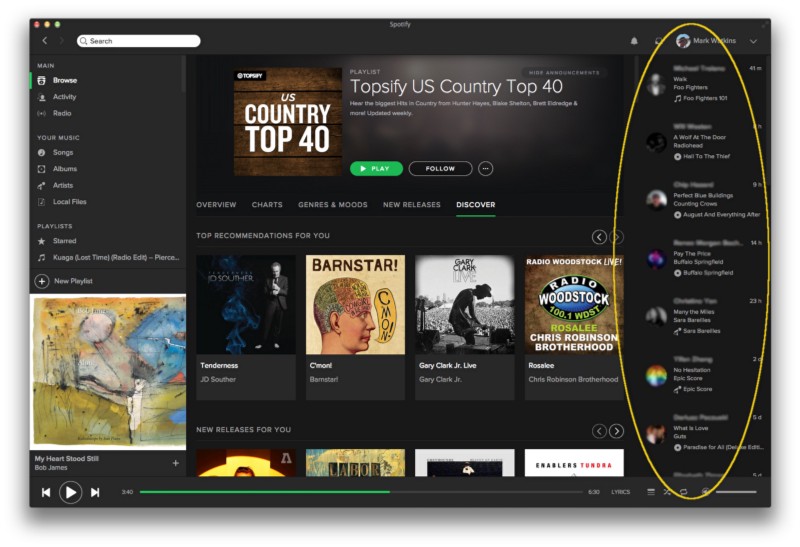 Spotify
Search
Mark Watkins
MAIN
Browse
Activity
Radio
YOUR MUSIC
Songs
Albums
Artists
Local Files
PLAYLISTS
Starred
Kuaga (Lost Time) (Radio Edit) – Pierce...
New Playlist
My Heart Stood Still
Bob James
TOPSIFY
US
COUNTRY
TOP 40
PLAYLIST
HIDE ANNOUNCEMENTS
Topsify US Country Top 40
Hear the biggest Hits in Country from Hunter Hayes, Blake Shelton, Brett Eldredge &
more! Updated weekly.
PLAY
FOLLOW
OVERVIEW CHARTS GENRES & MOODS NEW RELEASES DISCOVER
TOP RECOMMENDATIONS FOR YOU
TENDERNESS
JD SOUTHER
BARNSTAR!
C'MON!
GARY
CLARK JR.
LIVE
RADIO WOODSTOCK LIVE!
RADIO
WOODSTOCK
100.1 WDST
ROSALEE
CHRIS ROBINSON
BROTHERHOOD
Tenderness
JD Souther
C'mon!
Barnstar!
Gary Clark Jr. Live
Gary Clark Jr.
Rosalee
Chris Robinson Brotherhood
NEW RELEASES FOR YOU
LABOR
ENABLERS TUNDRA
41 m
Walk
Foo Fighters
Foo Fighters 101
h
A Wolf At The Door
Radiohead
Hail To The Thief
9 h
Perfect Blue Buildings
Counting Crows
August And Everything After
14 h
Pay The Price
Buffalo Springfield
Buffalo Springfield
23 h
Many the Miles
Sara Bareilles
Sara Bareilles
2 d
No Hesitation
Epic Score
Epic Score
5 d
What Is Love
Guts
Paradise for All (Deluxe Editi...
5 d
3:40
6:30
LYRICS